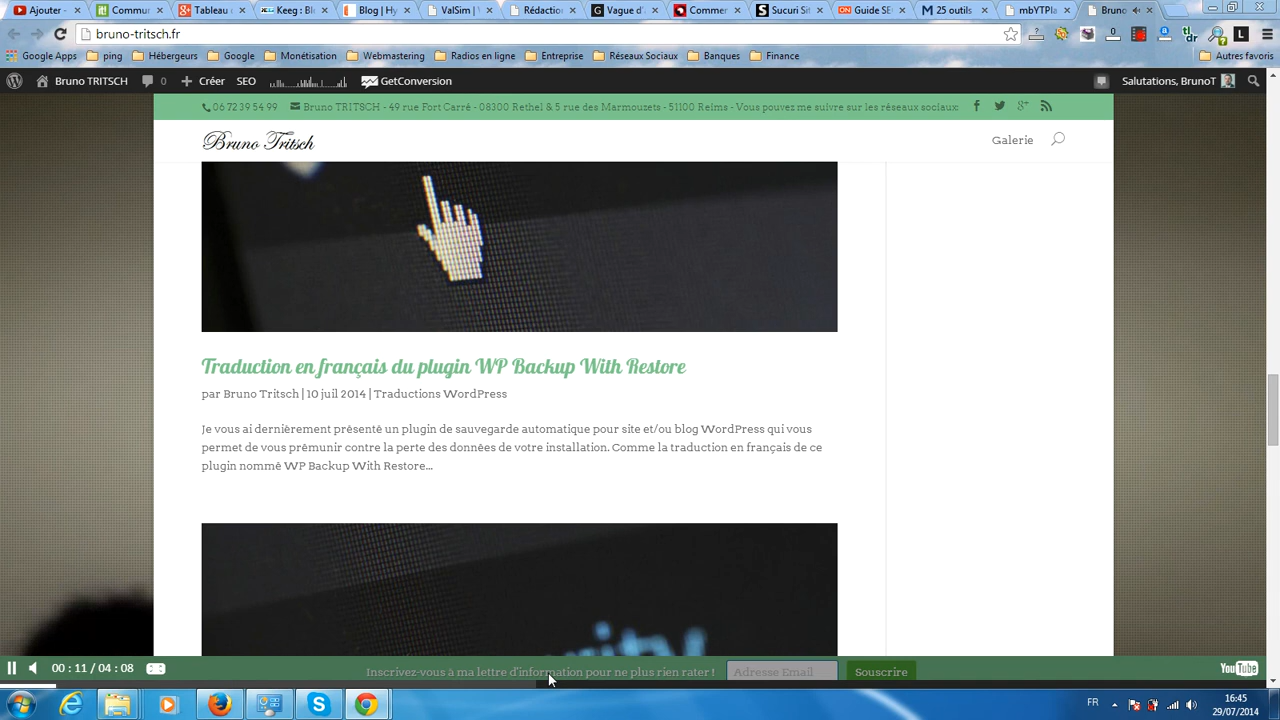 Ajouter -
Commu
Tableau d
Keeg : Bl
Blog | Hy
ValSim | W
Rédaction
Vague d'
Commen
Sucuri Sit
Guide SE
25 outils
mbYTPla
Bruno
bruno-tritsch.fr
Google Apps ping Hébergeurs Google Monétisation Webmastering Radios en ligne Entreprise Réseaux Sociaux Banques Finance Autres favoris
Bruno TRITSCH 0 Créer SEO GetConversion Salutations, BrunoT
06 72 39 54 99 Bruno TRITSCH - 49 rue Fort Carré - 08300 Rethel & 5 rue des Marmouzets - 51100 Reims - Vous pouvez me suivre sur les réseaux sociaux:
Bruno Tritsch Galerie
Traduction en français du plugin WP Backup With Restore
par Bruno Tritsch | 10 juil 2014 | Traductions WordPress
Je vous ai dernièrement présenté un plugin de sauvegarde automatique pour site et/ou blog WordPress qui vous
permet de vous prémunir contre la perte des données de votre installation. Comme la traduction en français de ce
plugin nommé WP Backup With Restore...
00 : 11 / 04 : 08 Inscrivez-vous à ma lettre d'information pour ne plus rien rater ! Adresse Email Souscrire YouTube
FR 16:45
29/07/2014